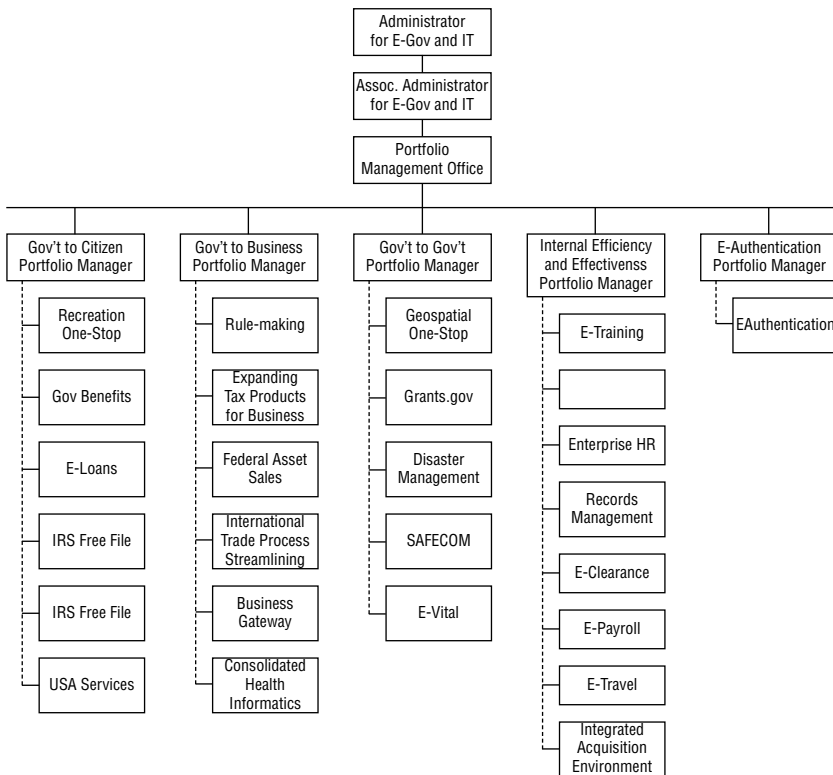 Administrator
for E-Gov and IT
Assoc. Administrator
for E-Gov and IT
Portfolio
Management Office
Gov't to Citizen
Portfolio Manager
Recreation
One-Stop
Gov Benefits
E-Loans
IRS Free File
IRS Free File
USA Services
Gov't to Business
Portfolio Manager
Rule-making
Expanding
Tax Products
for Business
Federal Asset
Sales
International
Trade Process
Streamlining
Business
Gateway
Consolidated
Health
Informatics
Gov't to Gov't
Portfolio Manager
Geospatial
One-Stop
Grants.gov
Disaster
Management
SAFECOM
E-Vital
Internal Efficiency
and Effectivenss
Portfolio Manager
E-Training
Enterprise HR
Records
Management
E-Clearance
E-Payroll
E-Travel
Integrated
Acquisition
Environment
E-Authentication
Portfolio Manager
EAuthentication